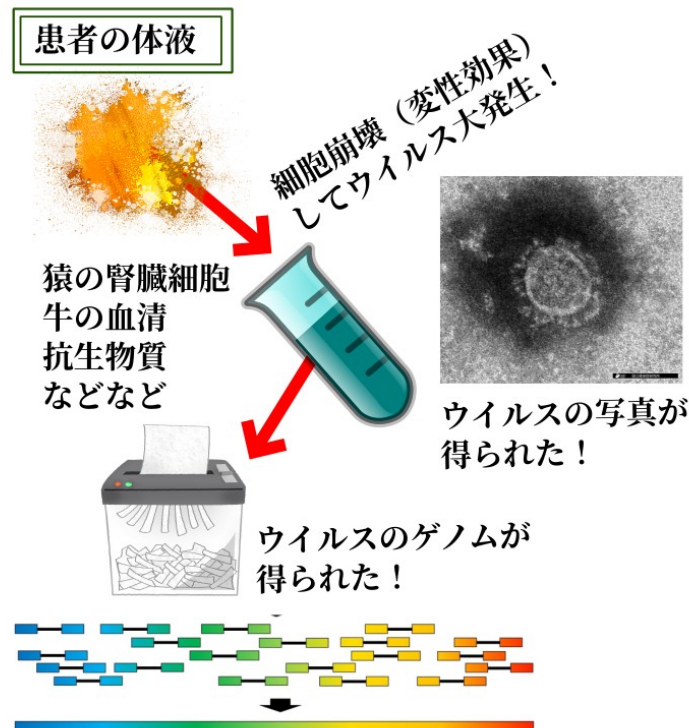 患者の体液
細胞崩壊（変性効果）
してウイルス大発生！
猿の腎臓細胞
牛の血清
抗生物質
などなど
ウイルスの写真が
得られた！
ウイルスのゲノムが
得られた！